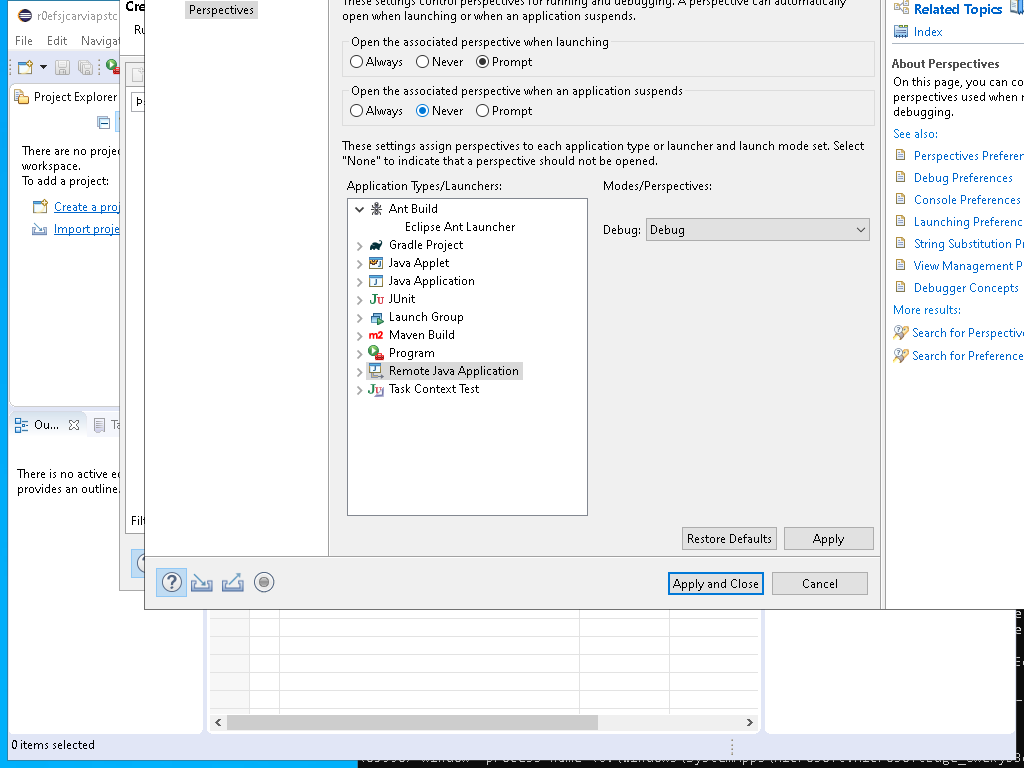 r0efsjcarviapstc
File Edit Navigat
Project Explorer
There are no proje
workspace.
To add a project:
Create a proj
Import proje
Ou...
Ta
There is no active ed
provides an outline.
0 items selected
Cre
Ru
Filt
Perspectives
These settings control perspectives for running and debugging. A perspective can automatically
open when launching or when an application suspends.
Open the associated perspective when launching
Always Never Prompt
Open the associated perspective when an application suspends
Always Never Prompt
These settings assign perspectives to each application type or launcher and launch mode set. Select
"None" to indicate that a perspective should not be opened.
Application Types/Launchers:
Modes/Perspectives:
Ant Build
Eclipse Ant Launcher
Gradle Project
Java Applet
Java Application
JUnit
Launch Group
Maven Build
Program
Remote Java Application
Task Context Test
Debug: Debug
Restore Defaults Apply
Apply and Close Cancel
Related Topics
Index
About Perspectives
On this page, you can co
perspectives used when r
debugging.
See also:
Perspectives Preferen
Debug Preferences
Console Preferences
Launching Preferenc
String Substitution Pr
View Management P
Debugger Concepts
More results:
Search for Perspective
Search for Preference